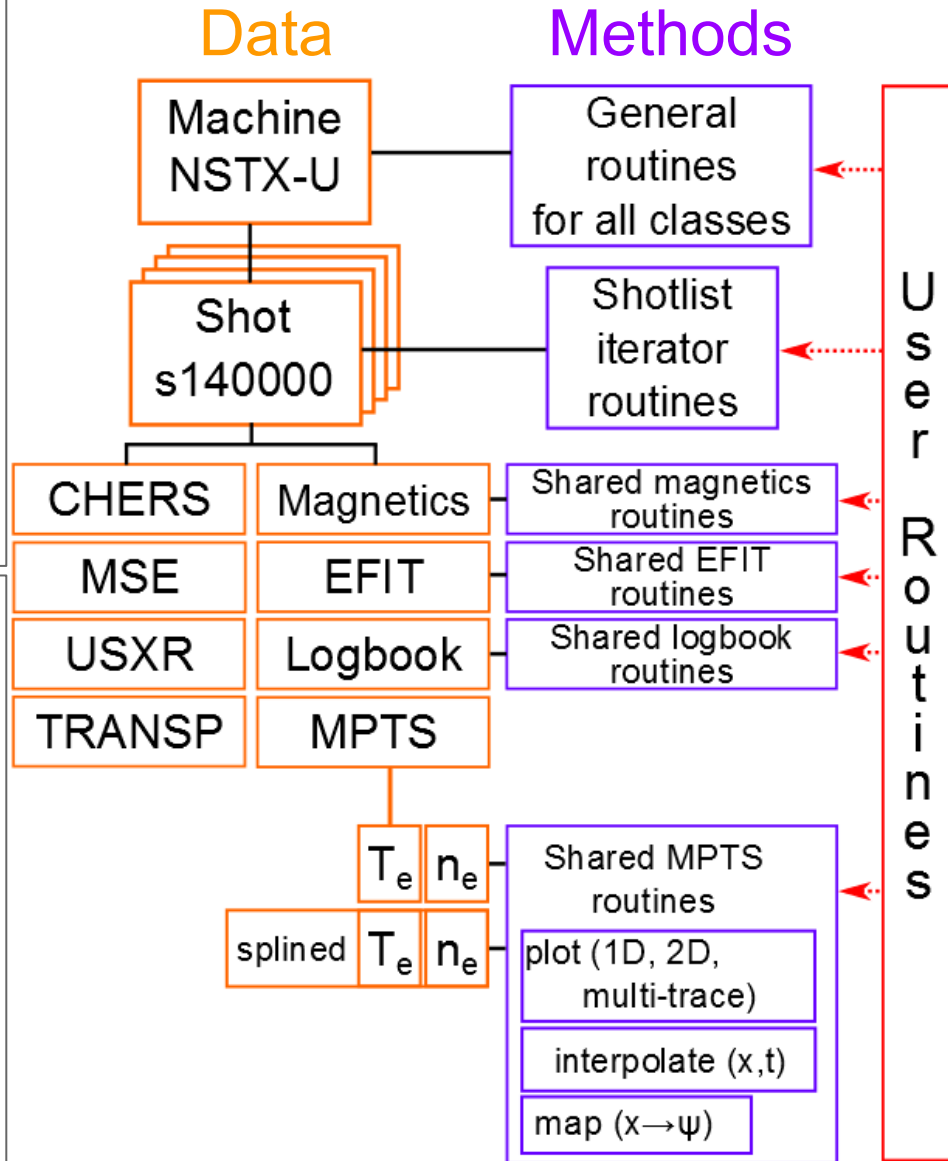 Data
Methods
Machine
NSTX-U
General
routines
for all classes
Shot
s140000
Shotlist
iterator
routines
User Routines
CHERS
Magnetics
Shared magnetics
routines
MSE
EFIT
Shared EFIT
routines
USXR
Logbook
Shared logbook
routines
TRANSP
MPTS
Te
ne
Shared MPTS
routines
splined
Te
ne
plot (1D, 2D,
multi-trace)
interpolate (x,t)
map (x→ψ)